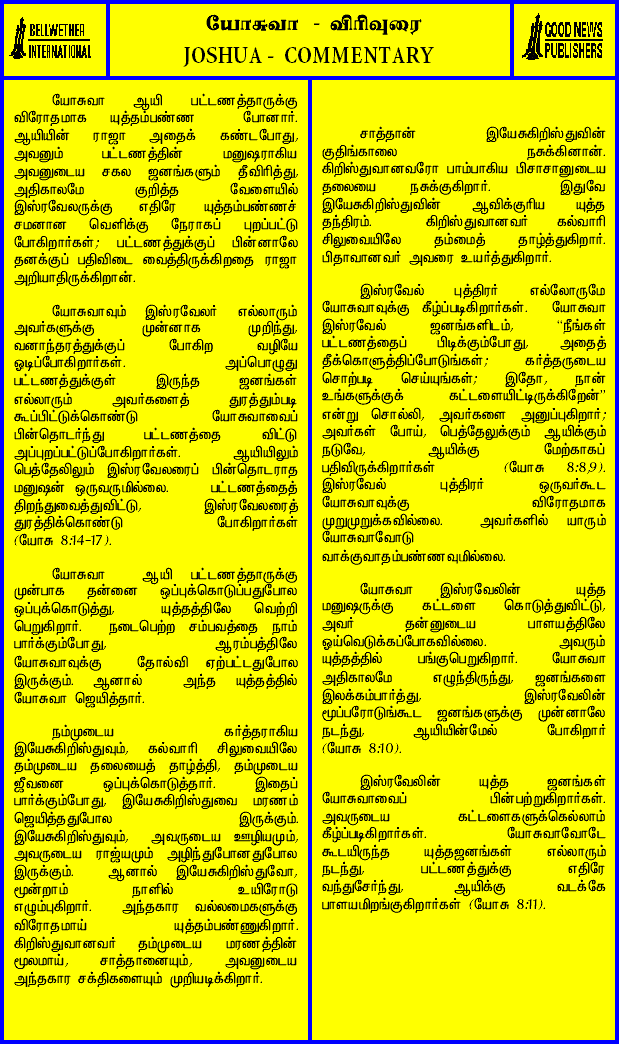 BELLWETHER
INTERNATIONAL
யோசுவா - விரிவுரை
JOSHUA - COMMENTARY
GOOD NEWS
PUBLISHERS
யோசுவா ஆயி பட்டணத்தாருக்கு
விரோதமாக யுத்தம்பண்ண போனார்.
ஆயியின் ராஜா அதைக் கண்டபோது,
அவனும் பட்டணத்தின் மனுஷராகிய
அவனுடைய சகல ஜனங்களும் தீவிரித்து,
அதிகாலமே குறித்த வேளையில்
இஸ்ரவேலருக்கு எதிரே யுத்தம்பண்ணச்
சமனான வெளிக்கு நேராகப் புறப்பட்டு
போகிறார்கள்; பட்டணத்துக்குப் பின்னாலே
தனக்குப் பதிவிடை வைத்திருக்கிறதை ராஜா
அறியாதிருக்கிறான்.
யோசுவாவும் இஸ்ரவேலர் எல்லாரும்
அவர்களுக்கு முன்னாக முறிந்து,
வனாந்தரத்துக்குப் போகிற வழியே
ஓடிப்போகிறார்கள். அப்பொழுது
பட்டணத்துக்குள் இருந்த ஜனங்கள்
எல்லாரும் அவர்களைத் துரத்தும்படி
கூப்பிட்டுக்கொண்டு யோசுவாவைப்
பின்தொடர்ந்து பட்டணத்தை விட்டு
அப்புறப்பட்டுப்போகிறார்கள். ஆயியிலும்
பெத்தேலிலும் இஸ்ரவேலரைப் பின்தொடராத
மனுஷன் ஒருவருமில்லை. பட்டணத்தைத்
திறந்துவைத்துவிட்டு, இஸ்ரவேலரைத்
துரத்திக்கொண்டு போகிறார்கள்
(யோசு 8:14-17).
யோசுவா ஆயி பட்டணத்தாருக்கு
முன்பாக தன்னை ஒப்புக்கொடுப்பதுபோல
ஒப்புக்கொடுத்து, யுத்தத்திலே வெற்றி
பெறுகிறார். நடைபெற்ற சம்பவத்தை நாம்
பார்க்கும்போது, ஆரம்பத்திலே
யோசுவாவுக்கு தோல்வி ஏற்பட்டதுபோல
இருக்கும். ஆனால் அந்த யுத்தத்தில்
யோசுவா ஜெயித்தார்.
நம்முடைய கர்த்தராகிய
இயேசுகிறிஸ்துவும், கல்வாரி சிலுவையிலே
தம்முடைய தலையைத் தாழ்த்தி, தம்முடைய
ஜீவனை ஒப்புக்கொடுத்தார். இதைப்
பார்க்கும்போது, இயேசுகிறிஸ்துவை மரணம்
ஜெயித்ததுபோல இருக்கும்.
இயேசுகிறிஸ்துவும், அவருடைய ஊழியமும்,
அவருடைய ராஜ்யமும் அழிந்துபோனதுபோல
இருக்கும். ஆனால் இயேசுகிறிஸ்துவோ,
மூன்றாம் நாளில் உயிரோடு
எழும்புகிறார். அந்தகார வல்லமைகளுக்கு
விரோதமாய் யுத்தம்பண்ணுகிறார்.
கிறிஸ்துவானவர் தம்முடைய மரணத்தின்
மூலமாய், சாத்தானையும், அவனுடைய
அந்தகார சக்திகளையும் முறியடிக்கிறார்.
சாத்தான் இயேசுகிறிஸ்துவின்
குதிங்காலை நசுக்கினான்.
கிறிஸ்துவானவரோ பாம்பாகிய பிசாசானுடைய
தலையை நசுக்குகிறார். இதுவே
இயேசுகிறிஸ்துவின் ஆவிக்குரிய யுத்த
தந்திரம். கிறிஸ்துவானவர் கல்வாரி
சிலுவையிலே தம்மைத் தாழ்த்துகிறார்.
பிதாவானவர் அவரை உயர்த்துகிறார்.
இஸ்ரவேல் புத்திரர் எல்லோருமே
யோசுவாவுக்கு கீழ்ப்படிகிறார்கள். யோசுவா
இஸ்ரவேல் ஜனங்களிடம், "நீங்கள்
பட்டணத்தைப் பிடிக்கும்போது, அதைத்
தீக்கொளுத்திப்போடுங்கள்; கர்த்தருடைய
சொற்படி செய்யுங்கள்; இதோ, நான்
உங்களுக்குக் கட்டளையிட்டிருக்கிறேன்"
என்று சொல்லி, அவர்களை அனுப்புகிறார்;
அவர்கள் போய், பெத்தேலுக்கும் ஆயிக்கும்
நடுவே, ஆயிக்கு மேற்காகப்
பதிவிருக்கிறார்கள் (யோசு 8:8,9).
இஸ்ரவேல் புத்திரர் ஒருவர்கூட
யோசுவாவுக்கு விரோதமாக
முறுமுறுக்கவில்லை. அவர்களில் யாரும்
யோசுவாவோடு
வாக்குவாதம்பண்ணவுமில்லை.
யோசுவா இஸ்ரவேலின் யுத்த
மனுஷருக்கு கட்டளை கொடுத்துவிட்டு,
அவர் தன்னுடைய பாளயத்திலே
ஓய்வெடுக்கப்போகவில்லை. அவரும்
யுத்தத்தில் பங்குபெறுகிறார். யோசுவா
அதிகாலமே எழுந்திருந்து, ஜனங்களை
இலக்கம்பார்த்து, இஸ்ரவேலின்
மூப்பரோடுங்கூட ஜனங்களுக்கு முன்னாலே
நடந்து, ஆயியின்மேல் போகிறார்
(யோசு 8:10).
இஸ்ரவேலின் யுத்த ஜனங்கள்
யோசுவாவைப் பின்பற்றுகிறார்கள்.
அவருடைய கட்டளைகளுக்கெல்லாம்
கீழ்ப்படிகிறார்கள். யோசுவாவோடே
கூடயிருந்த யுத்தஜனங்கள் எல்லாரும்
நடந்து, பட்டணத்துக்கு எதிரே
வந்துசேர்ந்து, ஆயிக்கு வடக்கே
பாளயமிறங்குகிறார்கள் (யோசு 8:11).